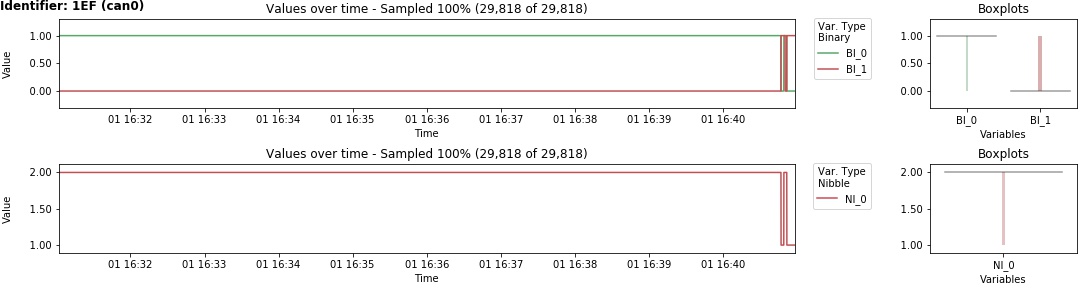 Identifier: 1EF (can0)
Values over time - Sampled 100% (29,818 of 29,818)
Value
1.00
0.50
0.00
01 16:32 01 16:33 01 16:34 01 16:35 01 16:36 01 16:37 01 16:38 01 16:39 01 16:40
Time
Var. Type
Binary
BI_0
BI_1
Boxplots
1.00
0.50
0.00
BI_0 BI_1
Variables
Values over time - Sampled 100% (29,818 of 29,818)
Value
2.00
1.50
1.00
01 16:32 01 16:33 01 16:34 01 16:35 01 16:36 01 16:37 01 16:38 01 16:39 01 16:40
Time
Var. Type
Nibble
NI_0
Boxplots
2.00
1.50
1.00
NI_0
Variables